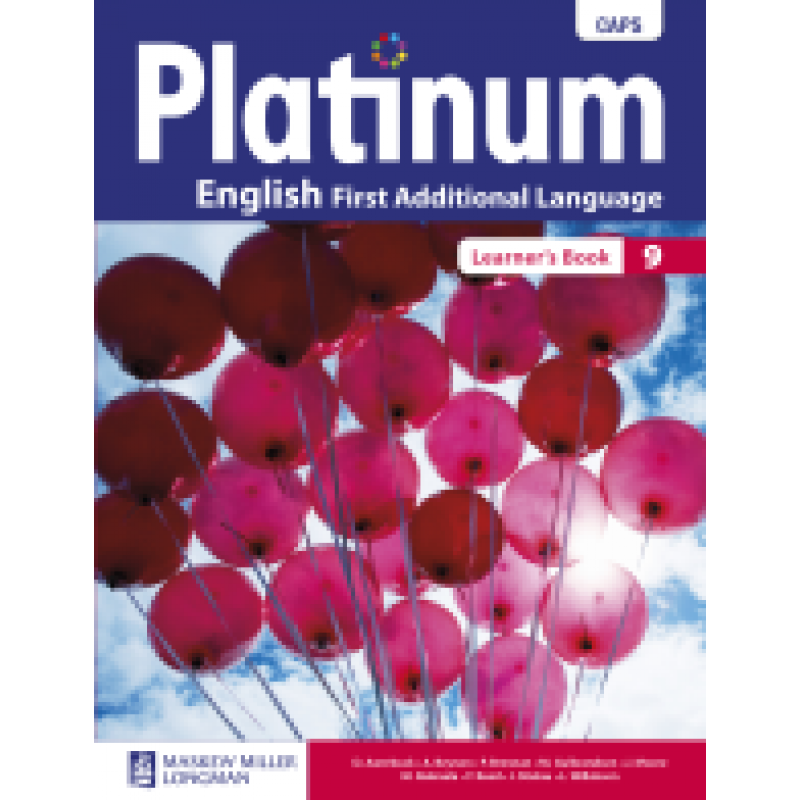 CAPS
Platinum
English First Additional Language
Learner's Book 9
MASKEW MILLER
LONGMAN